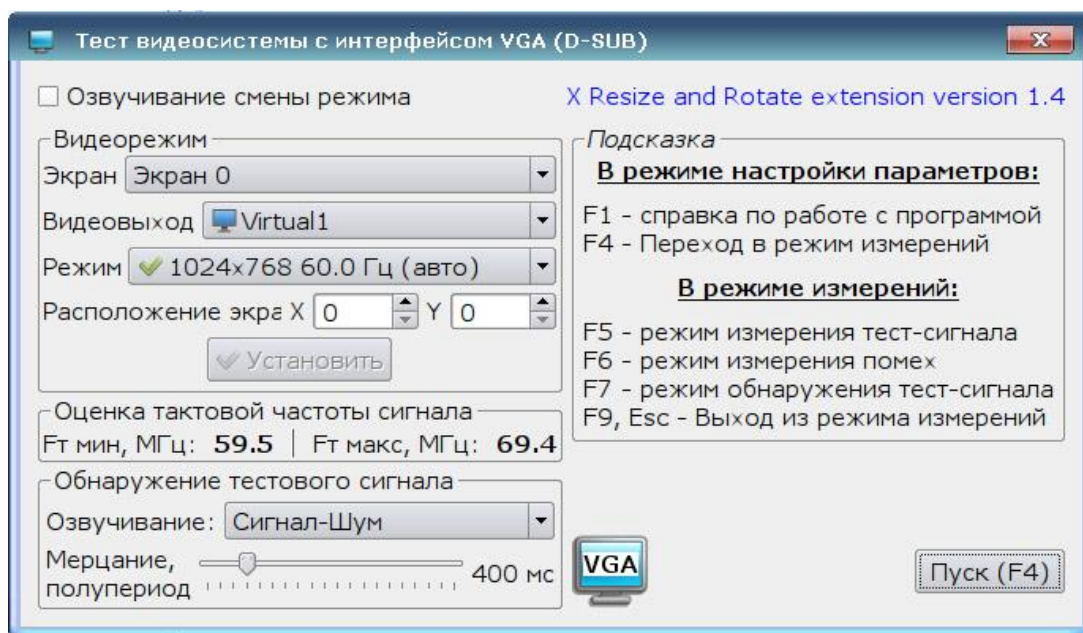 Тест видеосистемы с интерфейсом VGA (D-SUB)
Озвучивание смены режима
X Resize and Rotate extension version 1.4
Видеорежим
Экран Экран 0
Видеовыход Virtual1
Режим 1024x768 60.0 Гц (авто)
Расположение экра X 0 Y 0
Установить
Оценка тактовой частоты сигнала
Fт мин, МГц: 59.5 | Fт макс, МГц: 69.4
Обнаружение тестового сигнала
Озвучивание: Сигнал-Шум
Мерцание,
полупериод 400 мс
Подсказка
В режиме настройки параметров:
F1 - справка по работе с программой
F4 - Переход в режим измерений
В режиме измерений:
F5 - режим измерения тест-сигнала
F6 - режим измерения помех
F7 - режим обнаружения тест-сигнала
F9, Esc - Выход из режима измерений
VGA
Пуск (F4)